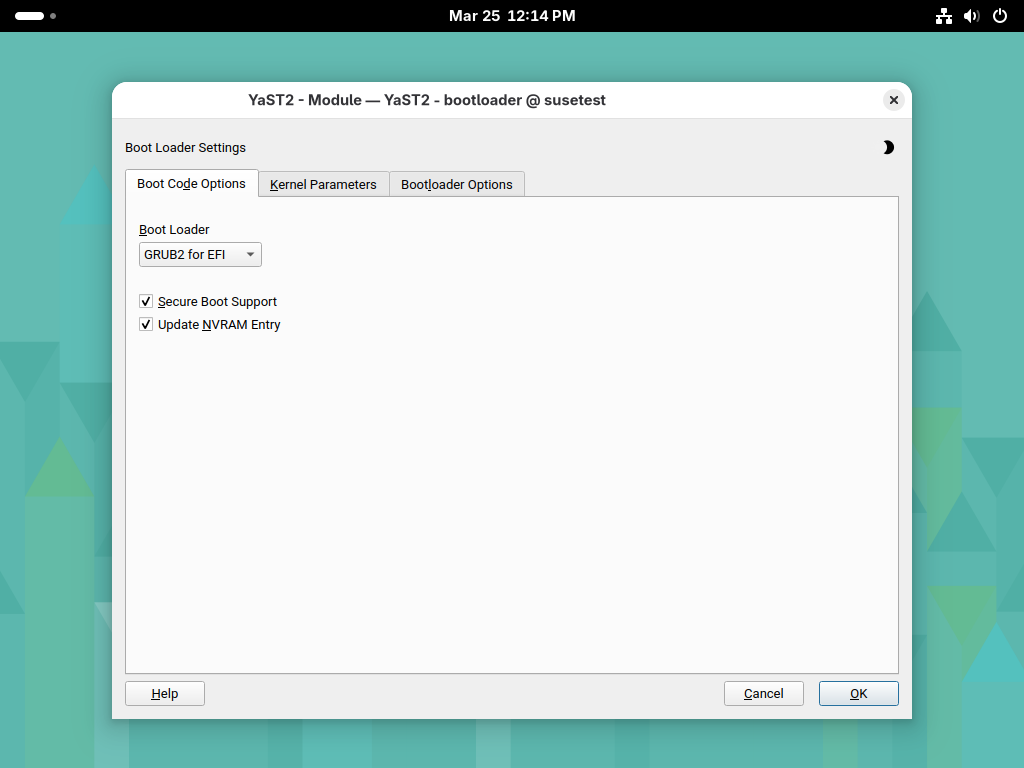 Mar 25 12:14 PM
YaST2 - Module — YaST2 - bootloader @ susetest
Boot Loader Settings
Boot Code Options
Kernel Parameters
Bootloader Options
Boot Loader
GRUB2 for EFI
Secure Boot Support
Update NVRAM Entry
Help
Cancel
OK